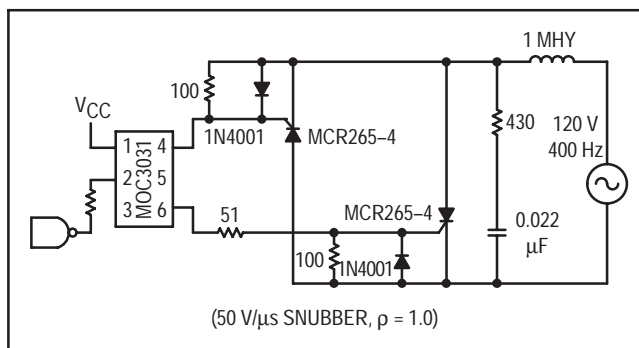 1 MHY
100
V_CC
1N4001
MCR265–4
430
120 V
400 Hz
1 4
2 5
3 6
MOC3031
51
MCR265–4
100
1N4001
0.022
µF
(50 V/µs SNUBBER, ρ = 1.0)